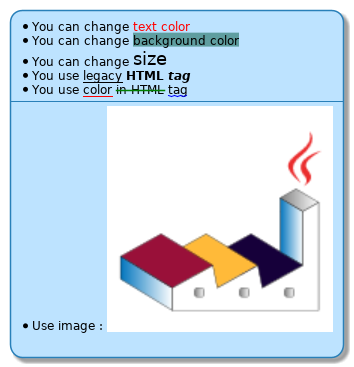 • You can change text color
• You can change background color
• You can change size
• You use legacy HTML tag
• You use color in HTML tag
• Use image :